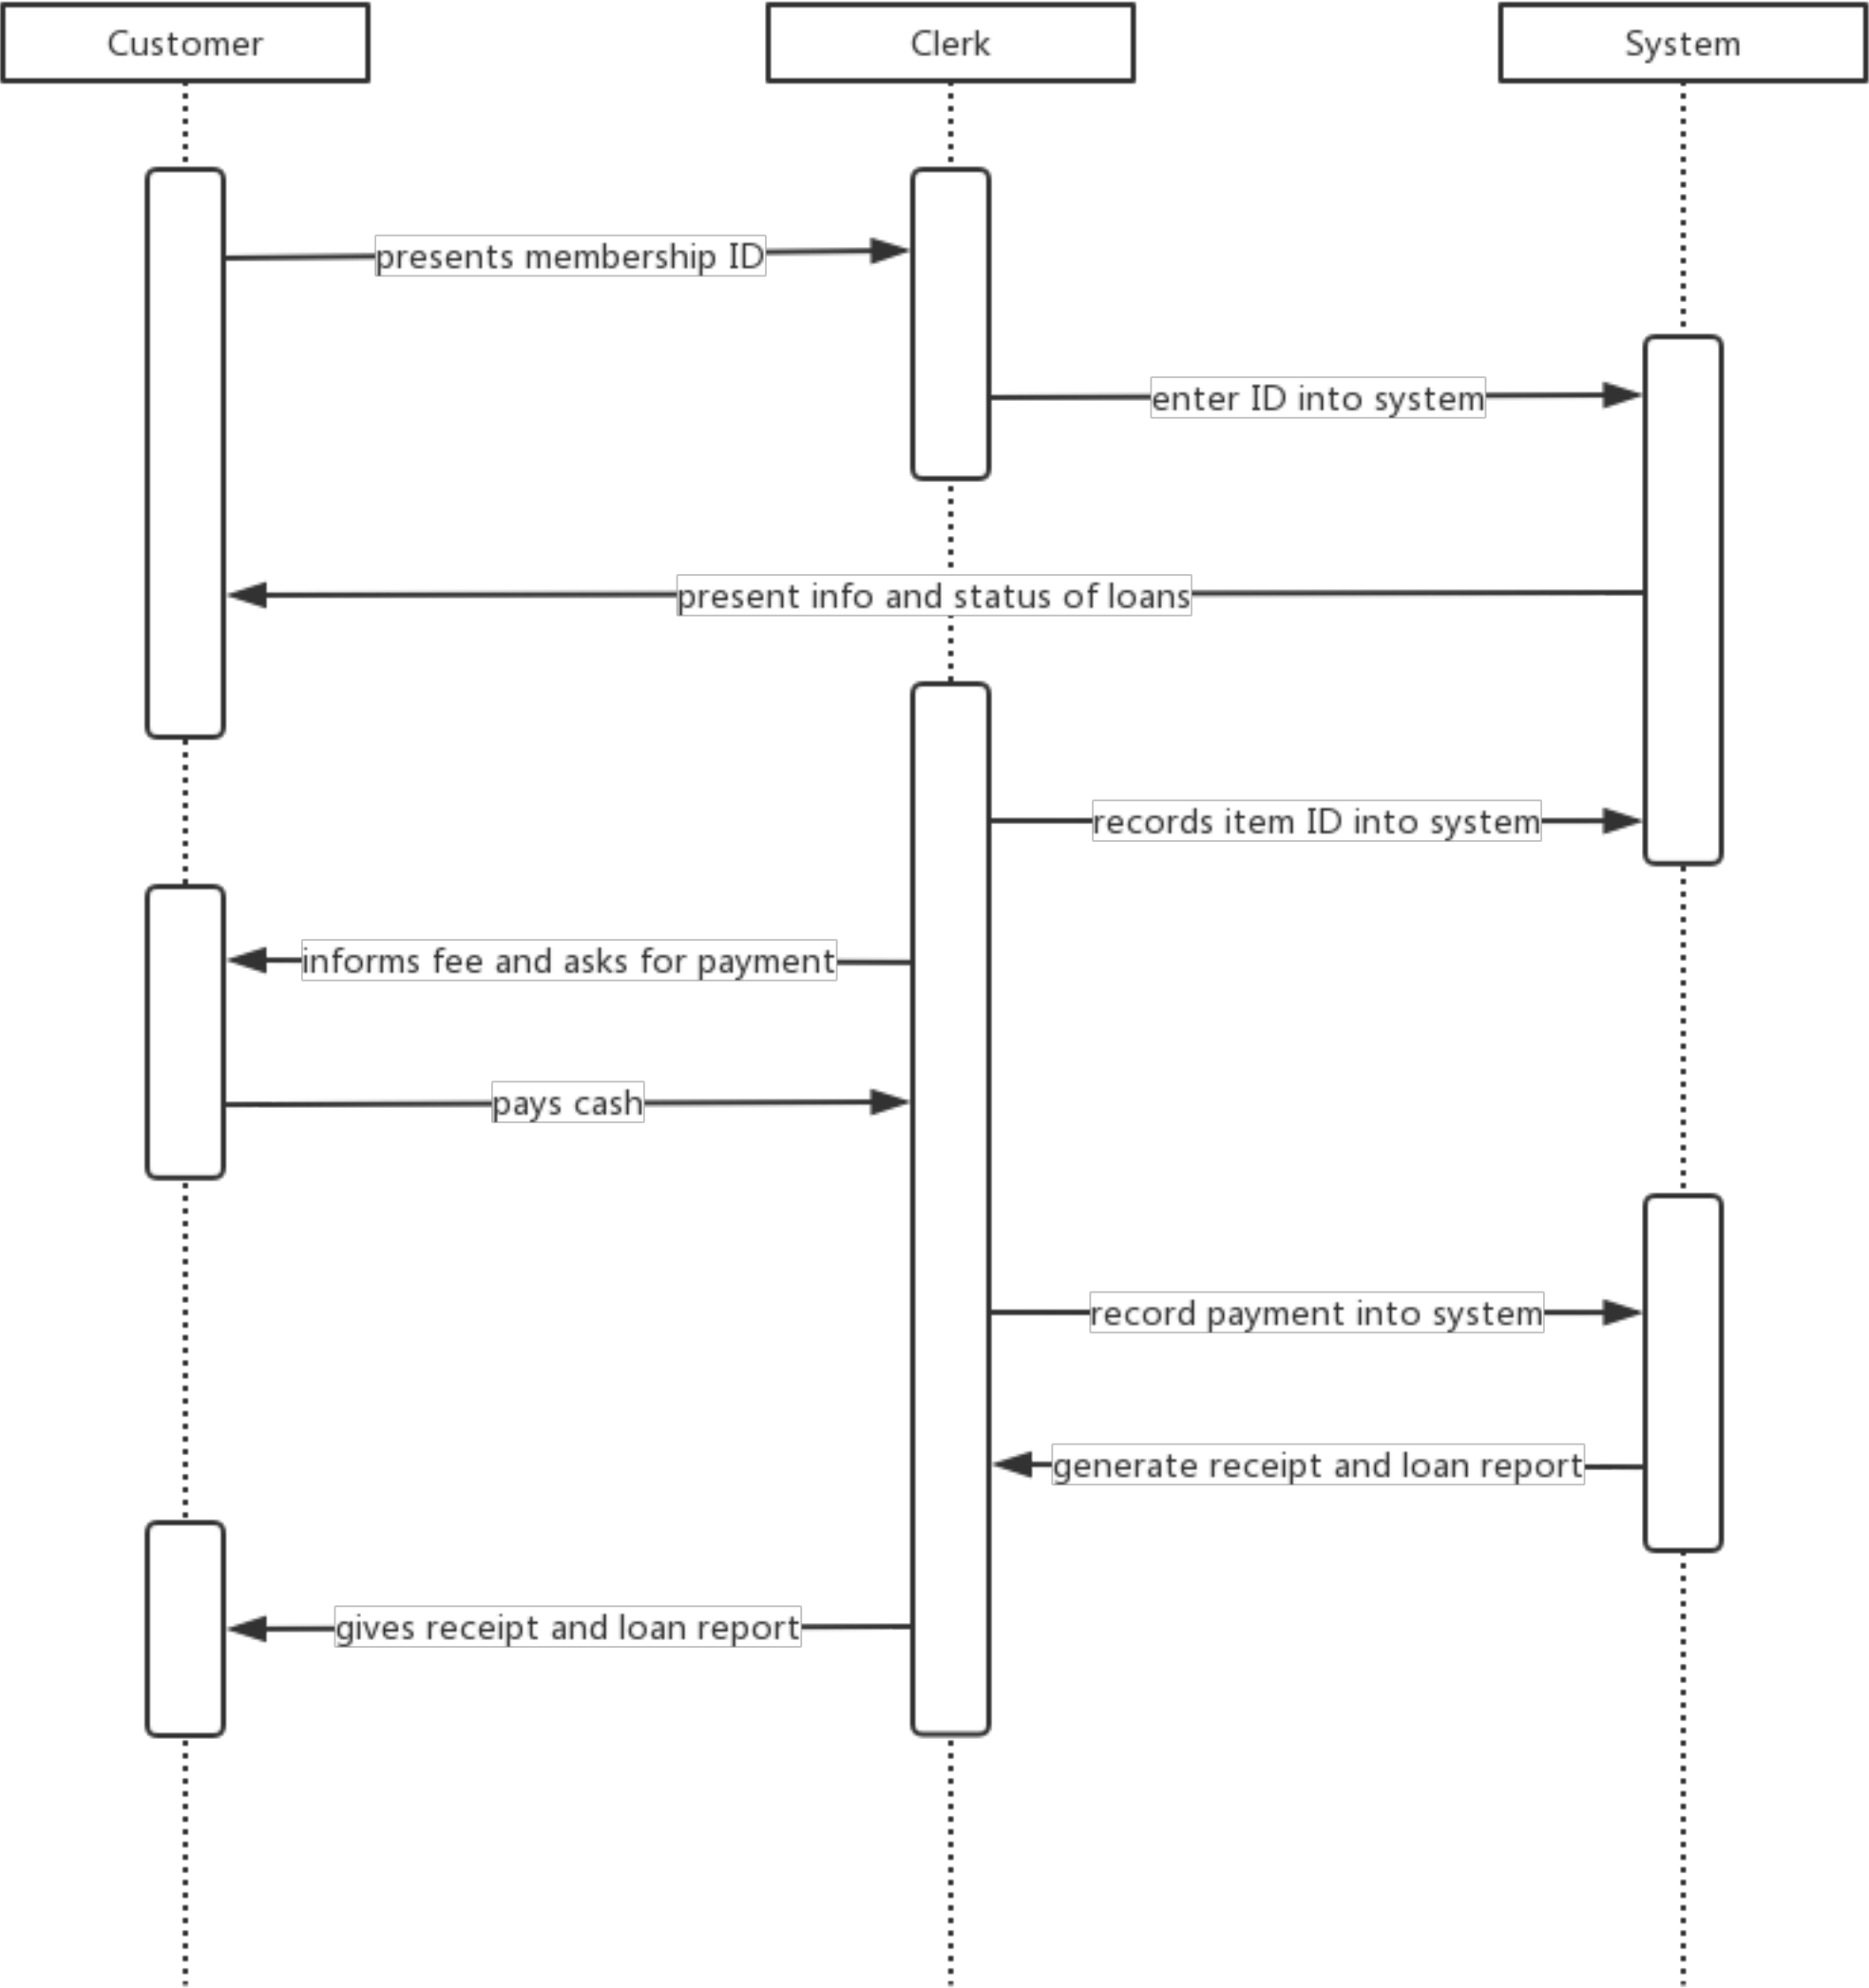 Customer
Clerk
System
presents membership ID
enter ID into system
present info and status of loans
records item ID into system
informs fee and asks for payment
pays cash
record payment into system
generate receipt and loan report
gives receipt and loan report